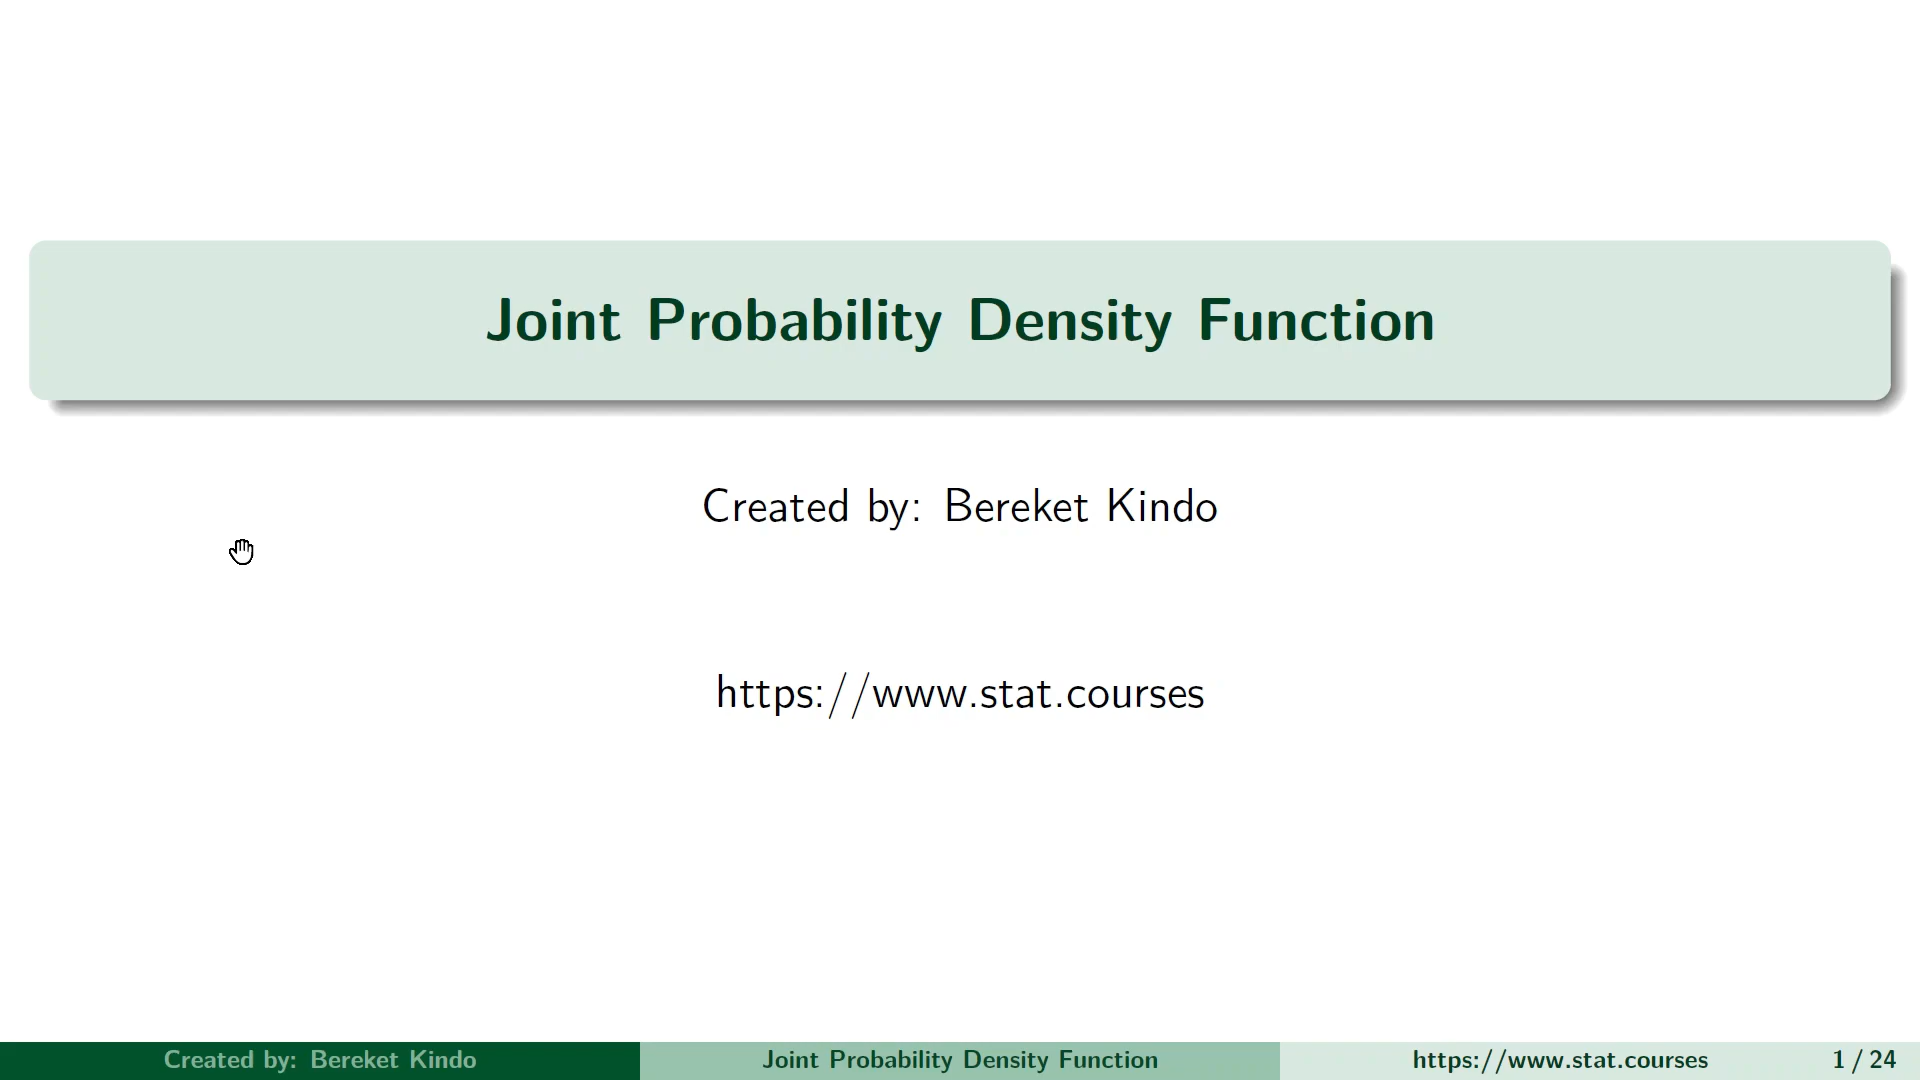 Joint Probability Density Function
Created by: Bereket Kindo
https://www.stat.courses
Created by: Bereket Kindo
Joint Probability Density Function
https://www.stat.courses
1 / 24